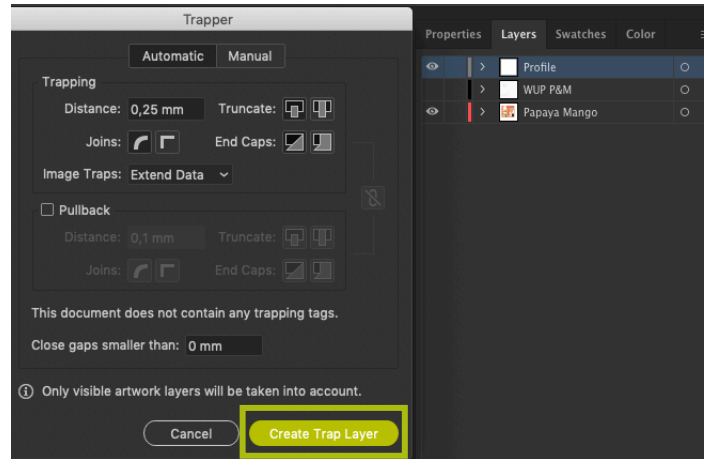 Trapper
Automatic Manual
Trapping
Distance: 0,25 mm Truncate:
Joins: End Caps:
Image Traps: Extend Data
Pullback
Distance: 0,1 mm Truncate:
Joins: End Caps:
This document does not contain any trapping tags.
Close gaps smaller than: 0 mm
Only visible artwork layers will be taken into account.
Cancel Create Trap Layer
Properties Layers Swatches Color
Profile
WUP P&M
Papaya Mango